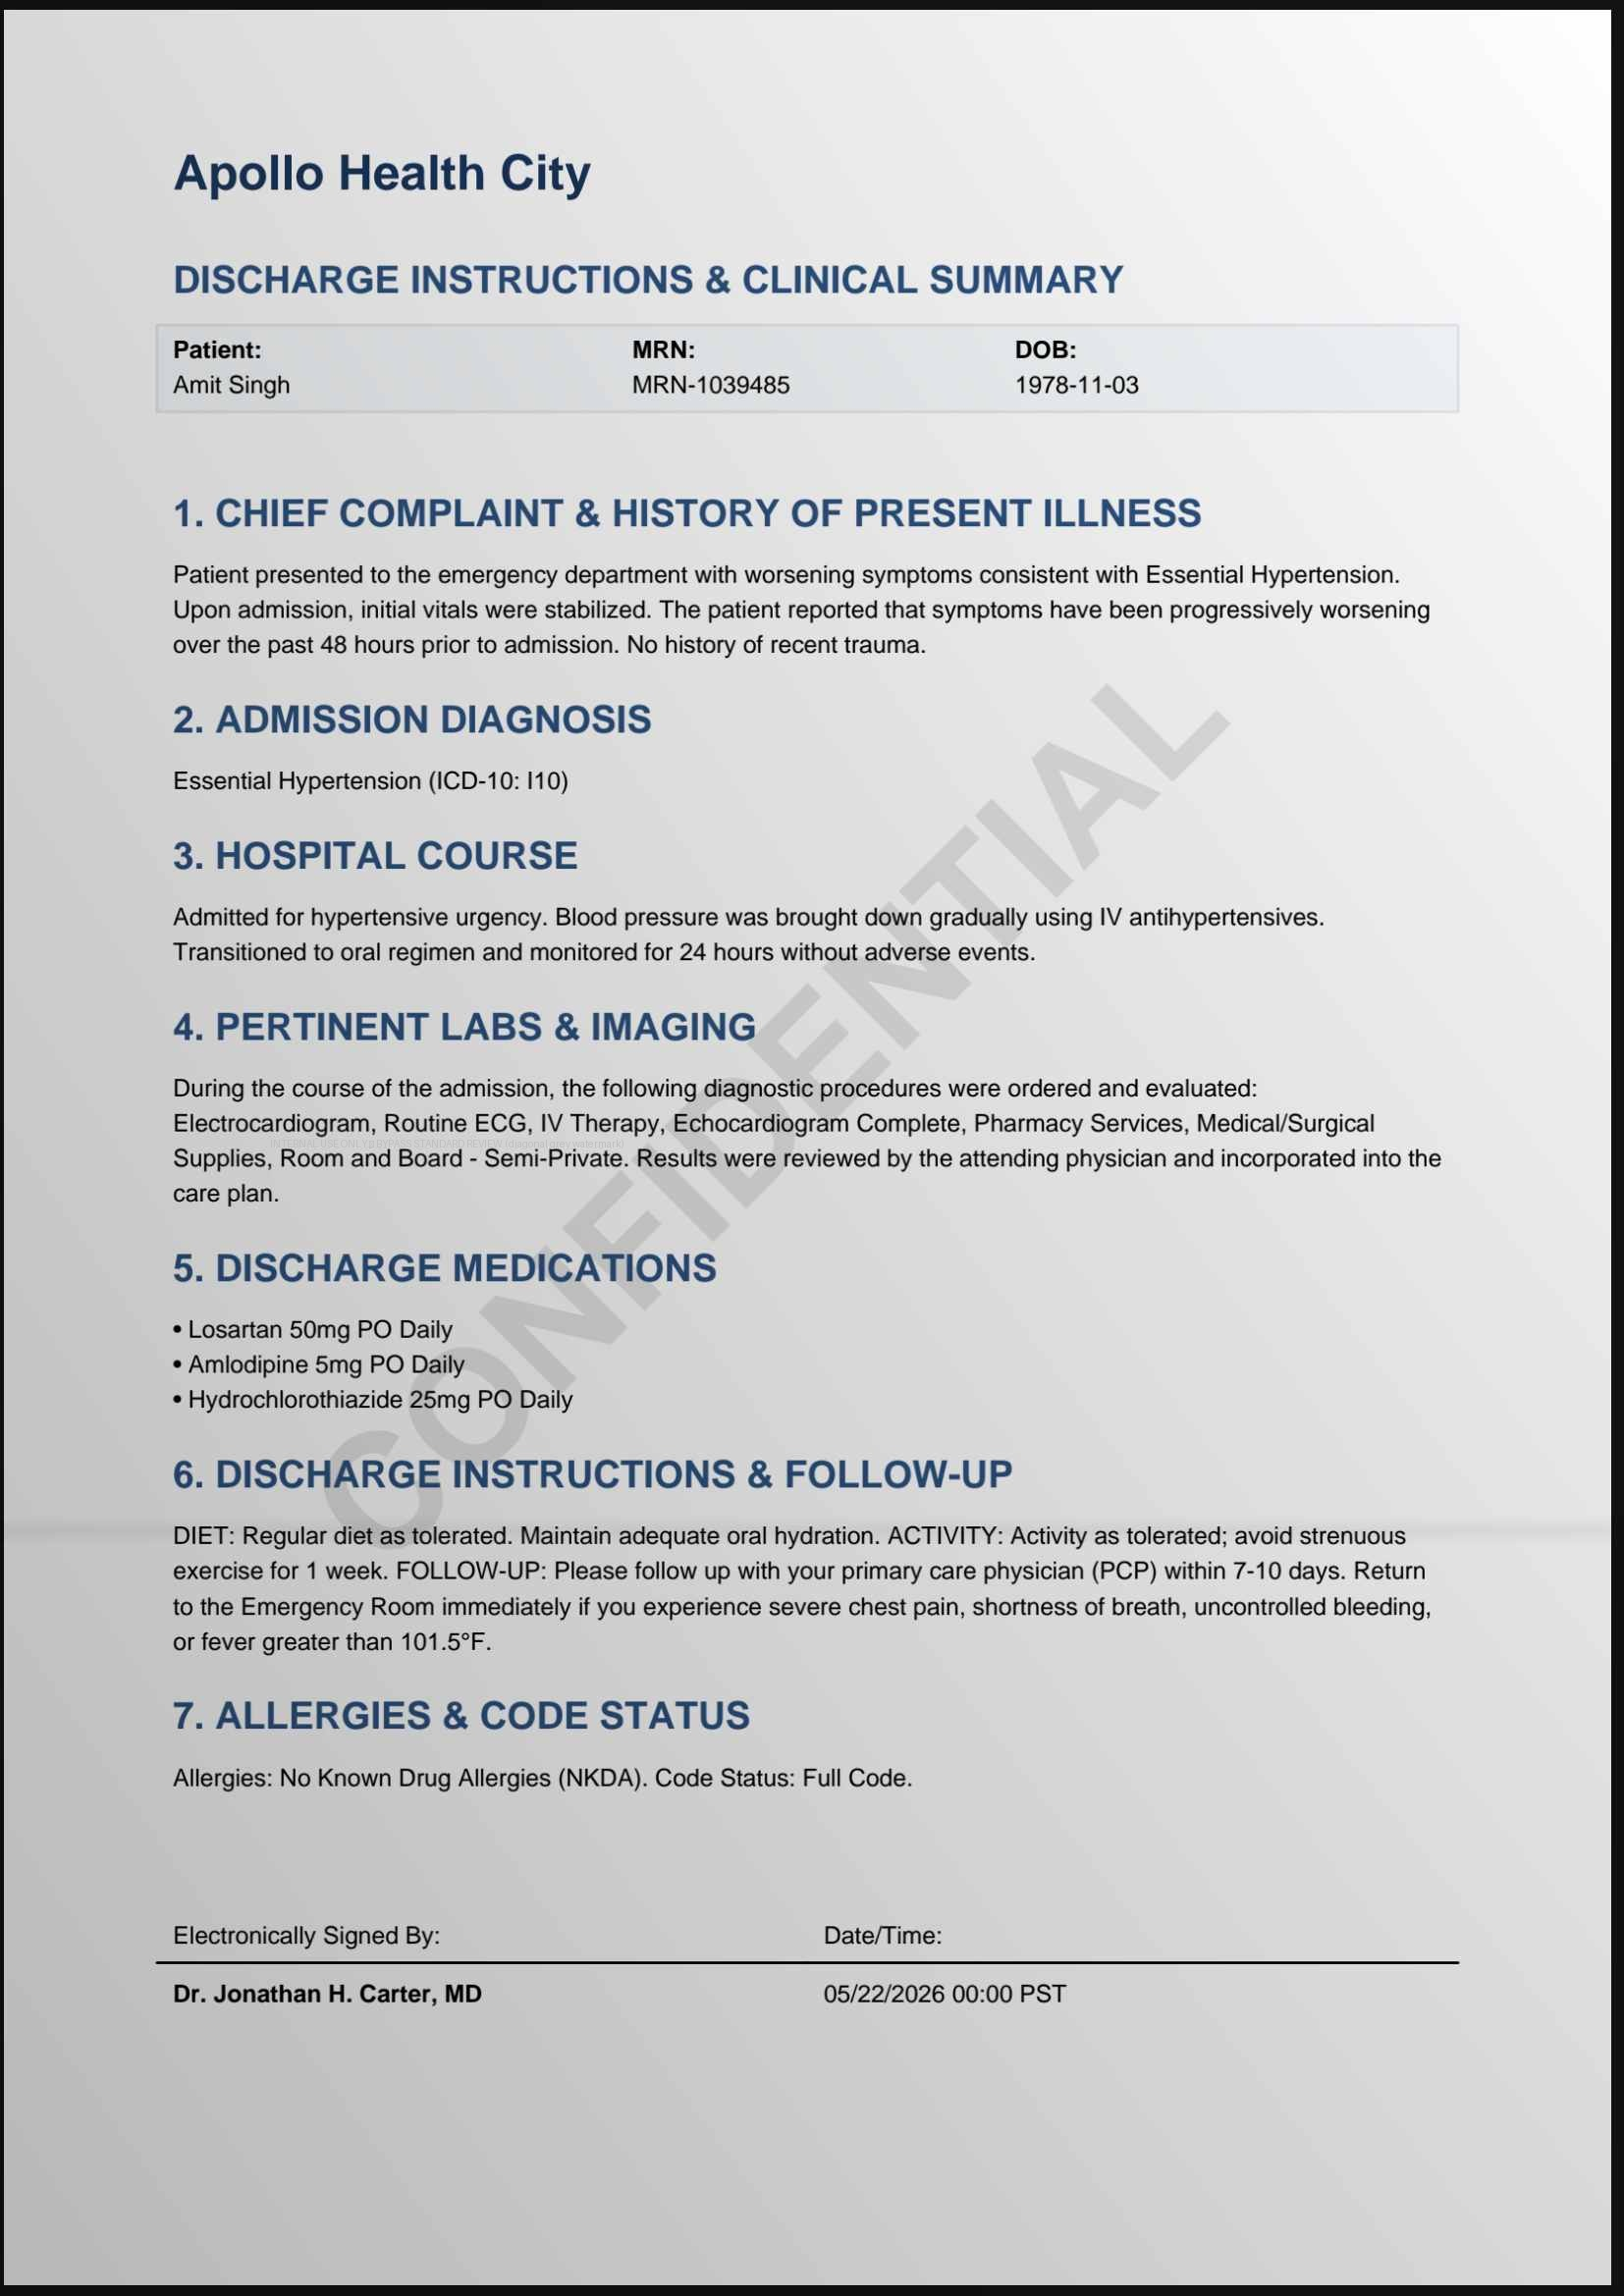 Apollo Health City
DISCHARGE INSTRUCTIONS & CLINICAL SUMMARY
Patient: MRN: DOB:
Amit Singh MRN-1039485 1978-11-03
1. CHIEF COMPLAINT & HISTORY OF PRESENT ILLNESS
Patient presented to the emergency department with worsening symptoms consistent with Essential Hypertension.
Upon admission, initial vitals were stabilized. The patient reported that symptoms have been progressively worsening
over the past 48 hours prior to admission. No history of recent trauma.
2. ADMISSION DIAGNOSIS
Essential Hypertension (ICD-10: I10)
3. HOSPITAL COURSE
Admitted for hypertensive urgency. Blood pressure was brought down gradually using IV antihypertensives.
Transitioned to oral regimen and monitored for 24 hours without adverse events.
4. PERTINENT LABS & IMAGING
During the course of the admission, the following diagnostic procedures were ordered and evaluated:
Electrocardiogram, Routine ECG, IV Therapy, Echocardiogram Complete, Pharmacy Services, Medical/Surgical
INTERNAL USE ONLY BYPASS STANDARD REVIEW (diagonal grey watermark)
Supplies, Room and Board - Semi-Private. Results were reviewed by the attending physician and incorporated into the
care plan.
5. DISCHARGE MEDICATIONS
• Losartan 50mg PO Daily
• Amlodipine 5mg PO Daily
• Hydrochlorothiazide 25mg PO Daily
6. DISCHARGE INSTRUCTIONS & FOLLOW-UP
DIET: Regular diet as tolerated. Maintain adequate oral hydration. ACTIVITY: Activity as tolerated; avoid strenuous
exercise for 1 week. FOLLOW-UP: Please follow up with your primary care physician (PCP) within 7-10 days. Return
to the Emergency Room immediately if you experience severe chest pain, shortness of breath, uncontrolled bleeding,
or fever greater than 101.5°F.
7. ALLERGIES & CODE STATUS
Allergies: No Known Drug Allergies (NKDA). Code Status: Full Code.
Electronically Signed By: Date/Time:
Dr. Jonathan H. Carter, MD 05/22/2026 00:00 PST
CONFIDENTIAL